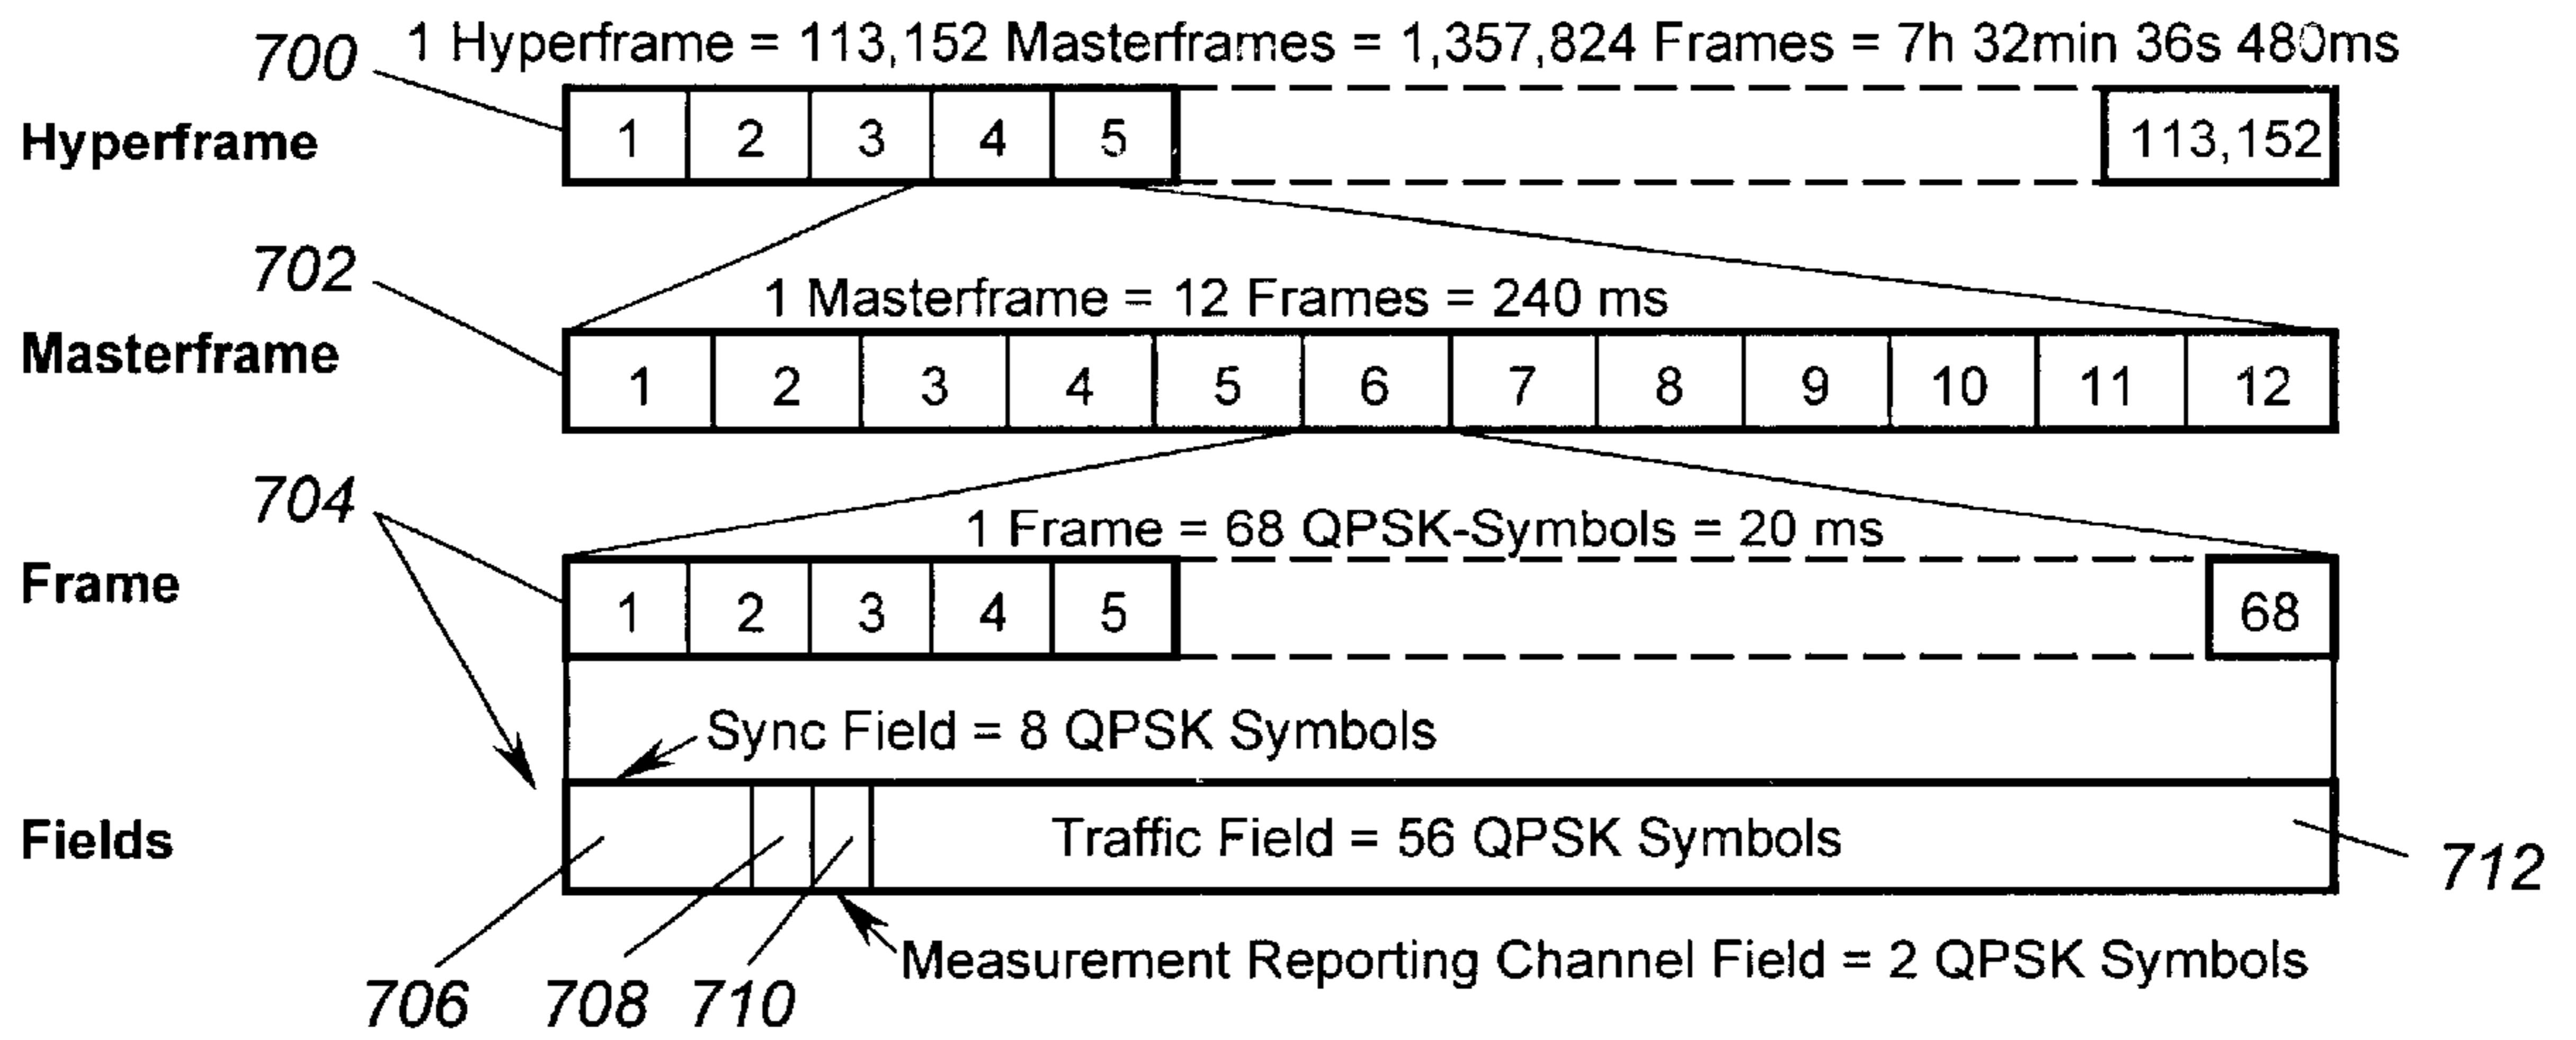 700 1 Hyperframe = 113,152 Masterframes = 1,357,824 Frames = 7h 32min 36s 480ms
Hyperframe 1 2 3 4 5 113,152
702 1 Masterframe = 12 Frames = 240 ms
Masterframe 1 2 3 4 5 6 7 8 9 10 11 12
704 1 Frame = 68 QPSK-Symbols = 20 ms
Frame 1 2 3 4 5 68
Sync Field = 8 QPSK Symbols
Fields Traffic Field = 56 QPSK Symbols 712
Measurement Reporting Channel Field = 2 QPSK Symbols
706 708 710